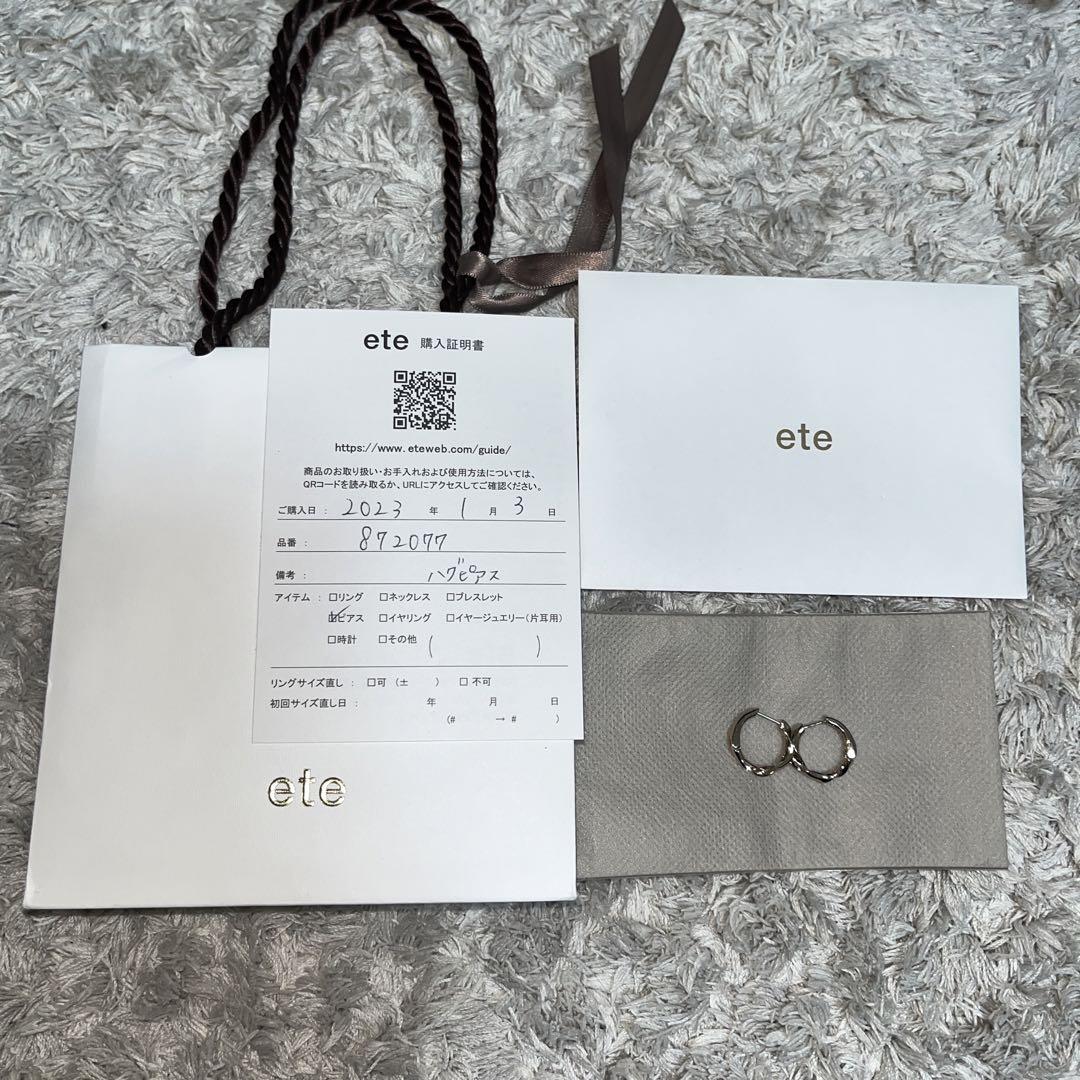 ete 購入証明書
https://www.eteweb.com/guide/
商品のお取り扱い・お手入れおよび使用方法については、
QRコードを読み取るか、URLにアクセスしてご確認ください。
ご購入日 : 2023 年 1 月 3 日
品番 : 872077
備考 : ハグピアス
アイテム : □リング □ネックレス □ブレスレット
☑ピアス □イヤリング □イヤージュエリー(片耳用)
□時計 □その他 ( )
リングサイズ直し : □可 (± ) □不可
初回サイズ直し日 : 年 月 日
(# → # )
ete
ete